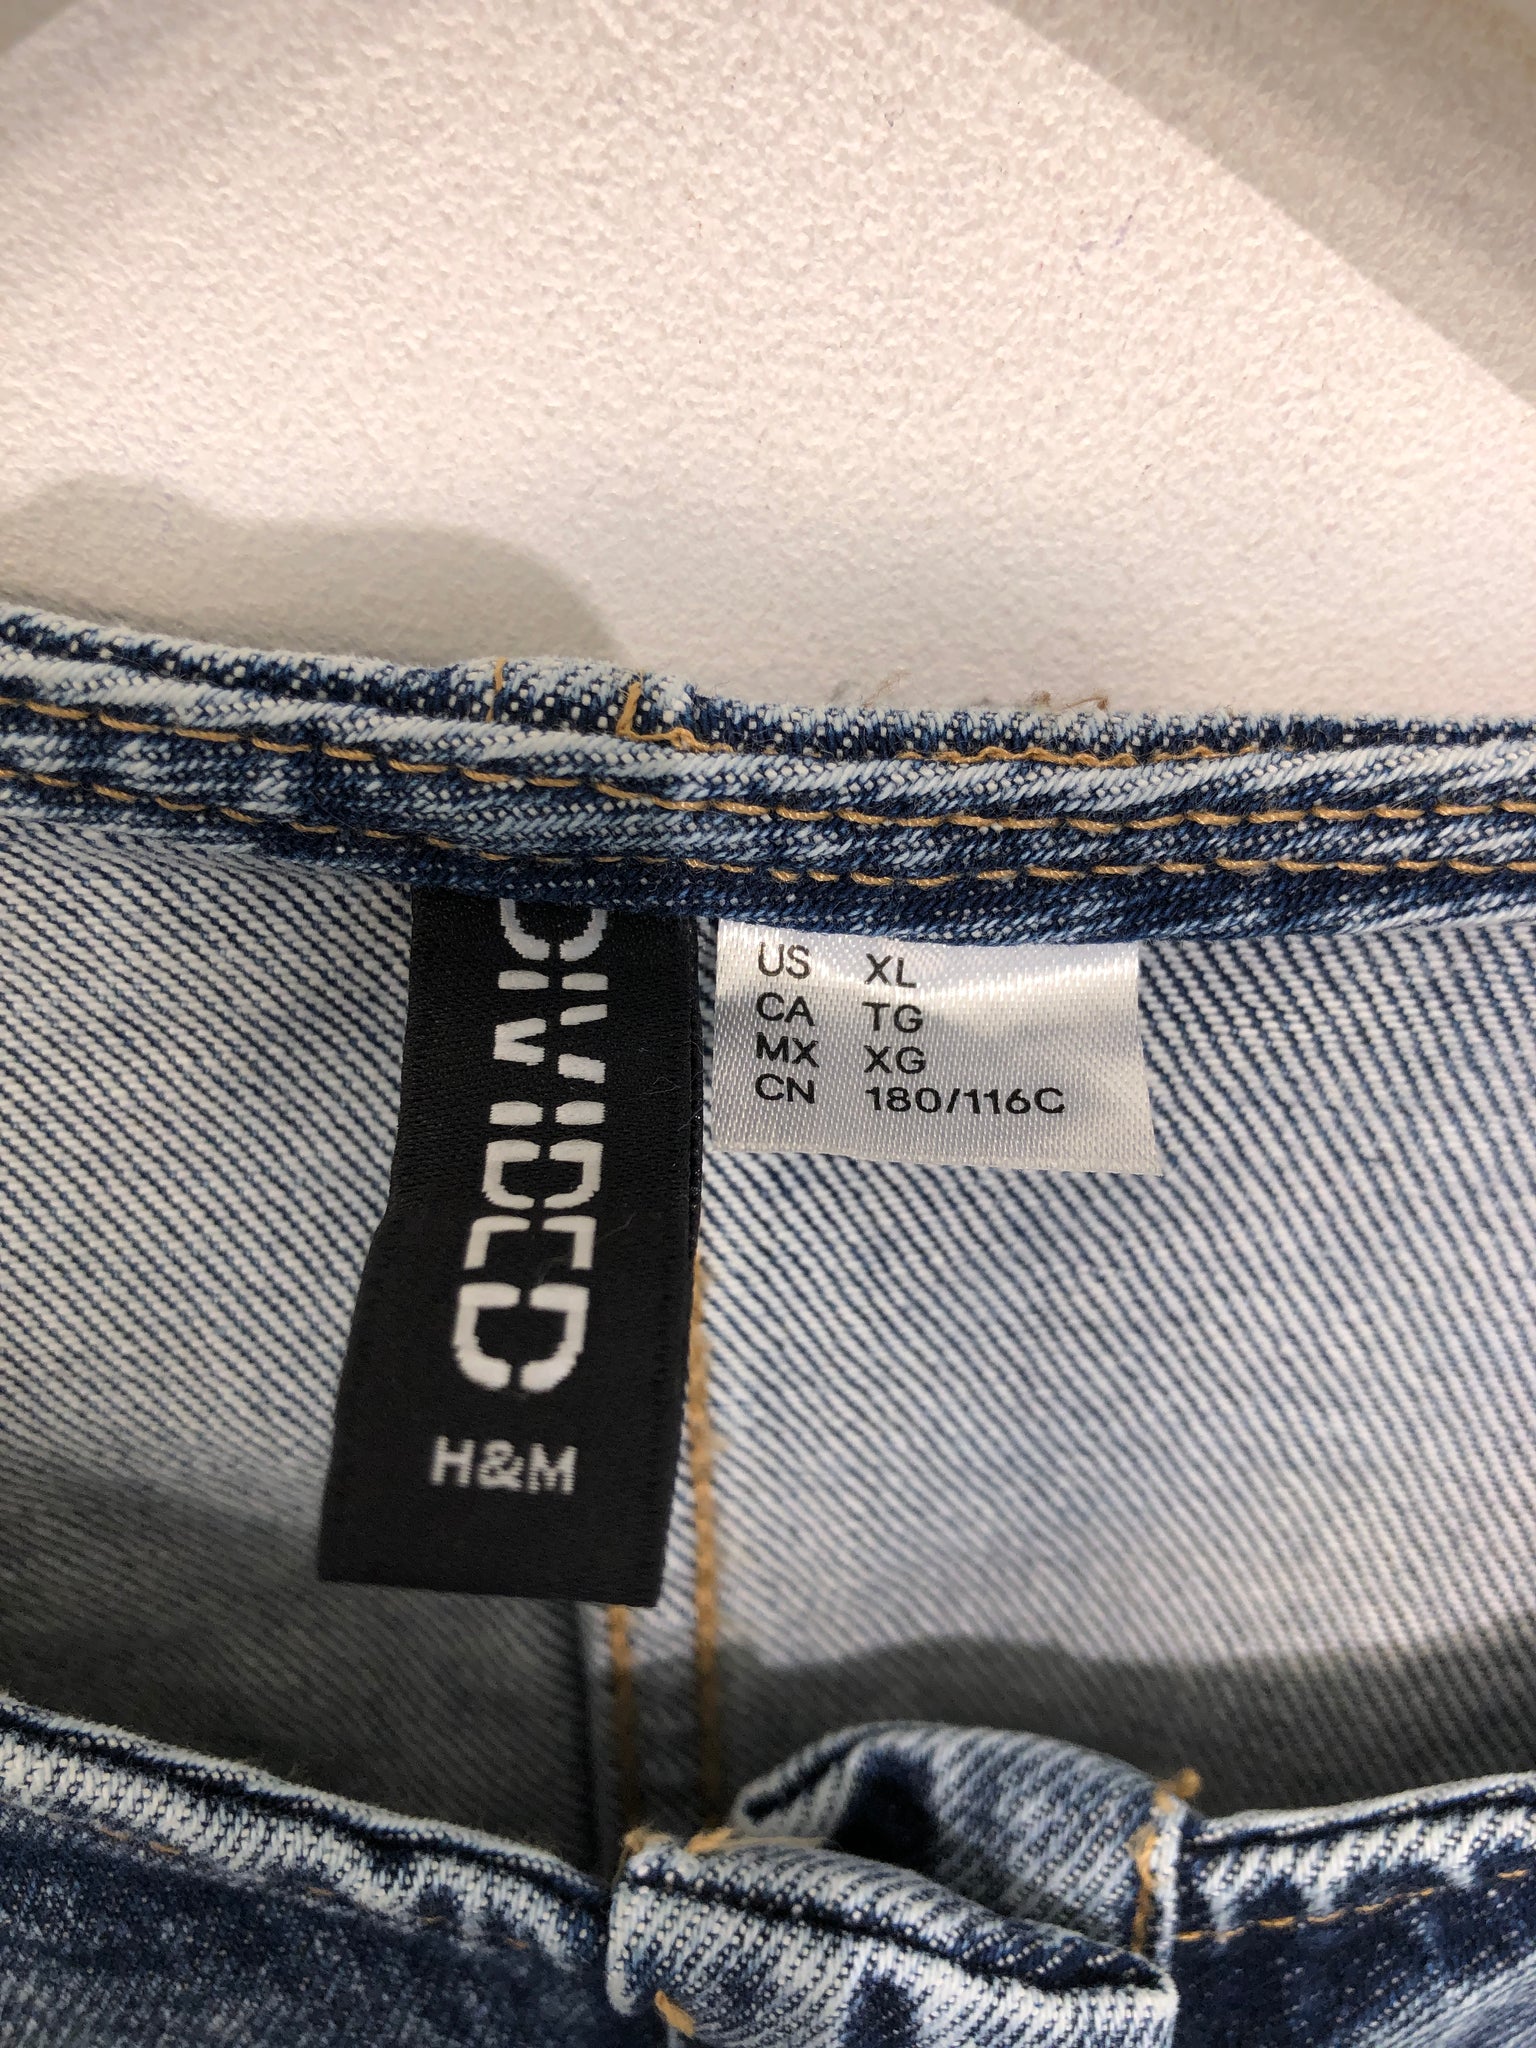 DIVIDED
H&M
US XL
CA TG
MX XG
CN 180/116C